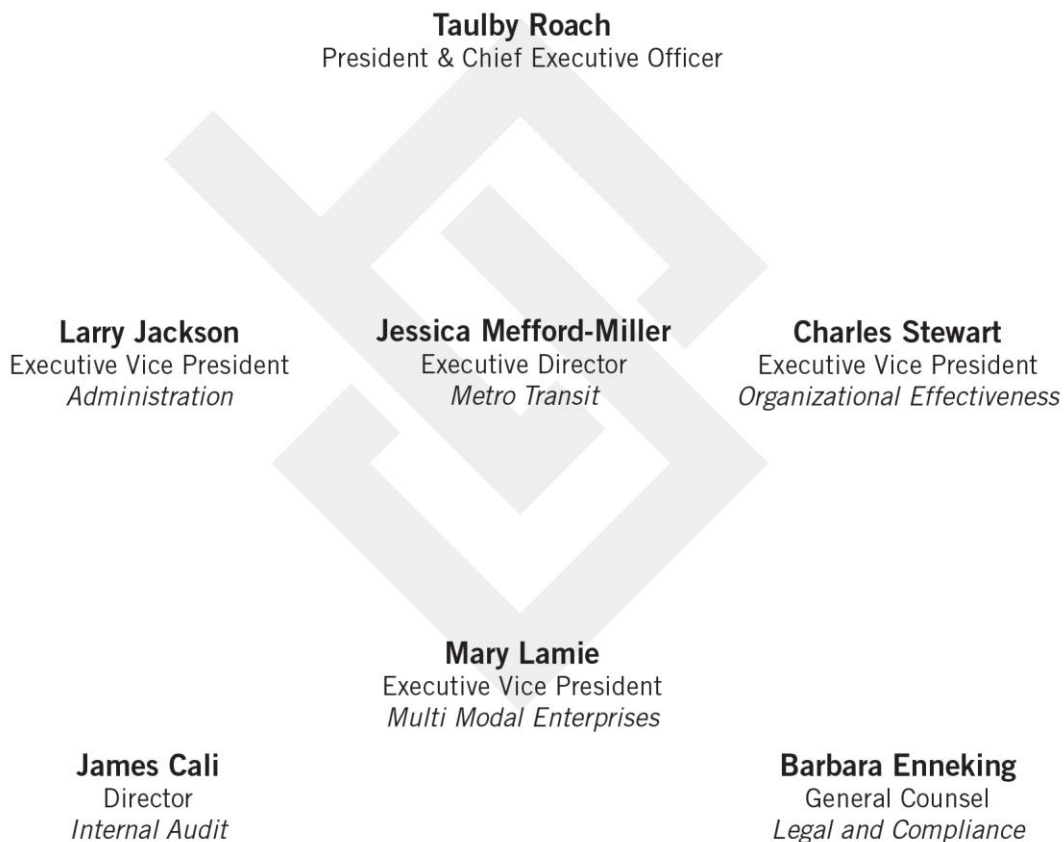 Taulby Roach
President & Chief Executive Officer
Larry Jackson
Executive Vice President
Administration
Jessica Mefford-Miller
Executive Director
Metro Transit
Charles Stewart
Executive Vice President
Organizational Effectiveness
Mary Lamie
Executive Vice President
Multi Modal Enterprises
James Cali
Director
Internal Audit
Barbara Enneking
General Counsel
Legal and Compliance